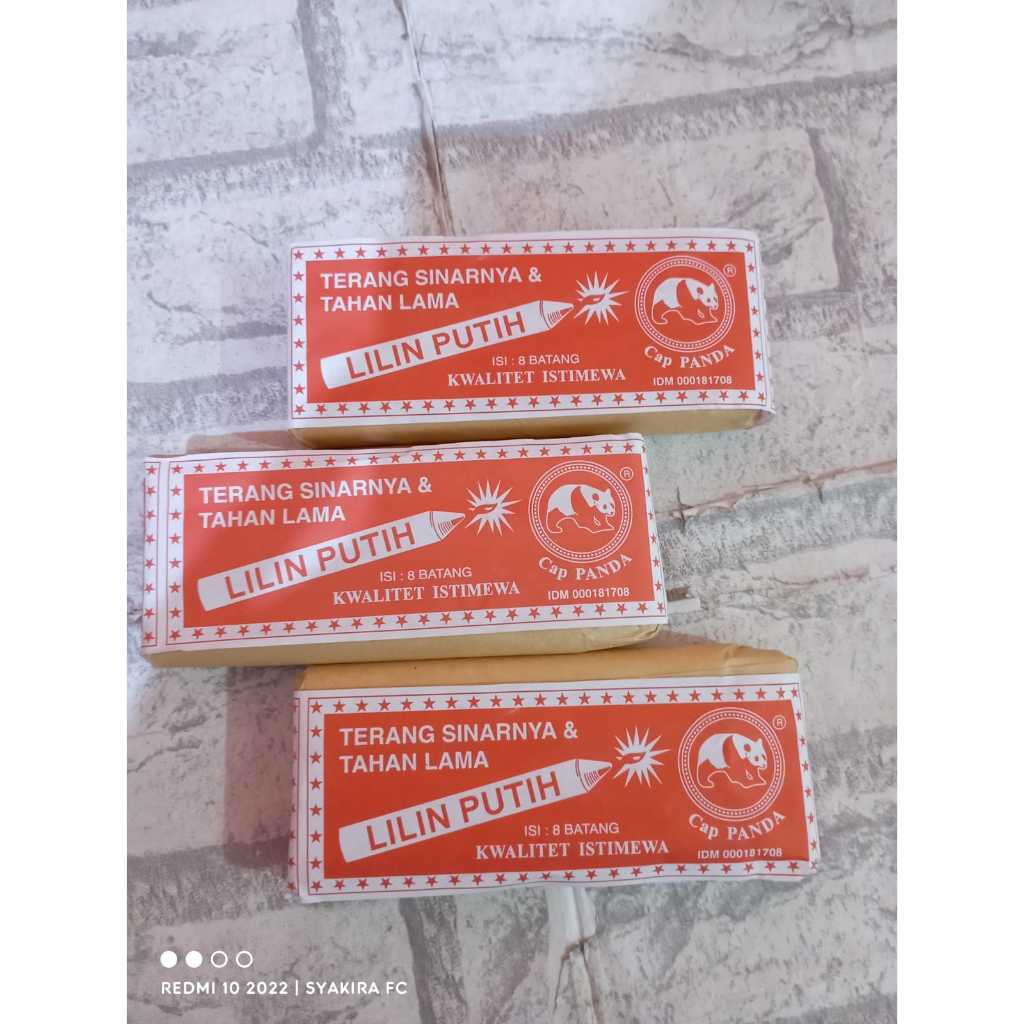 TERANG SINARNYA &
TAHAN LAMA
LILIN PUTIH
ISI : 8 BATANG
KWALITET ISTIMEWA
®
Cap PANDA
IDM 000181708
TERANG SINARNYA &
TAHAN LAMA
LILIN PUTIH
ISI : 8 BATANG
KWALITET ISTIMEWA
®
Cap PANDA
IDM 000181708
TERANG SINARNYA &
TAHAN LAMA
LILIN PUTIH
ISI : 8 BATANG
KWALITET ISTIMEWA
®
Cap PANDA
IDM 000181708
REDMI 10 2022 | SYAKIRA FC